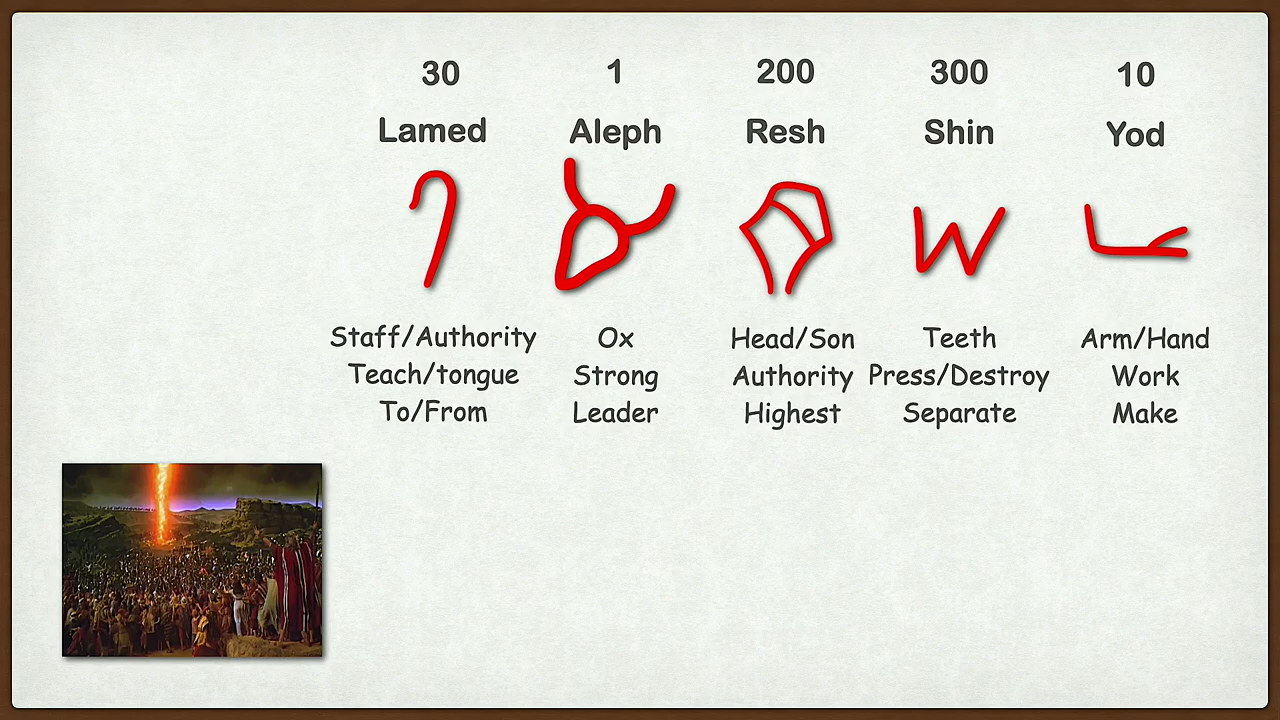 30 1 200 300 10
Lamed Aleph Resh Shin Yod
Staff/Authority Ox Head/Son Teeth Arm/Hand
Teach/tongue Strong Authority Press/Destroy Work
To/From Leader Highest Separate Make